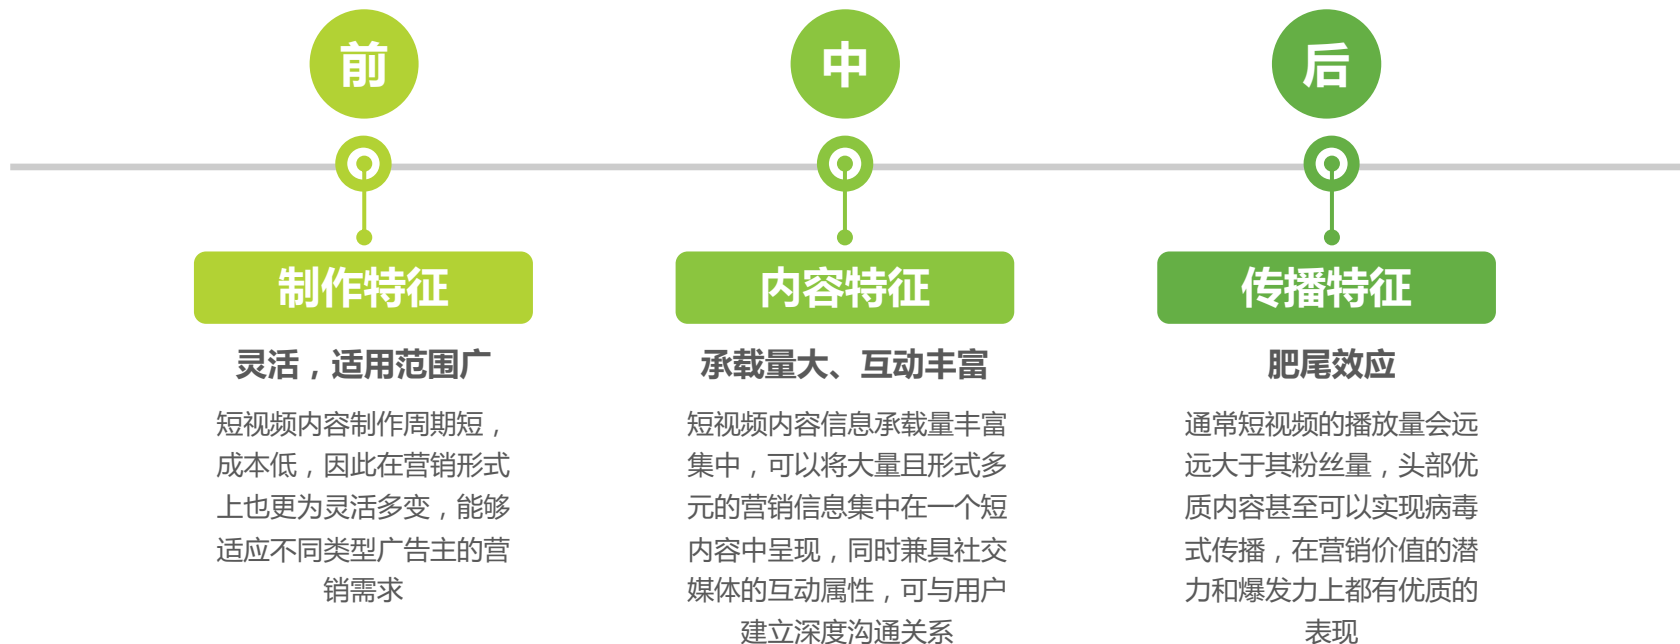 前
中
后
制作特征
内容特征
传播特征
灵活，适用范围广
承载量大、互动丰富
肥尾效应
短视频内容制作周期短，
成本低，因此在营销形式
上也更为灵活多变，能够
适应不同类型广告主的营
销需求
短视频内容信息承载量丰富
集中，可以将大量且形式多
元的营销信息集中在一个短
内容中呈现，同时兼具社交
媒体的互动属性，可与用户
建立深度沟通关系
通常短视频的播放量会远
远大于其粉丝量，头部优
质内容甚至可以实现病毒
式传播，在营销价值的潜
力和爆发力上都有优质的
表现